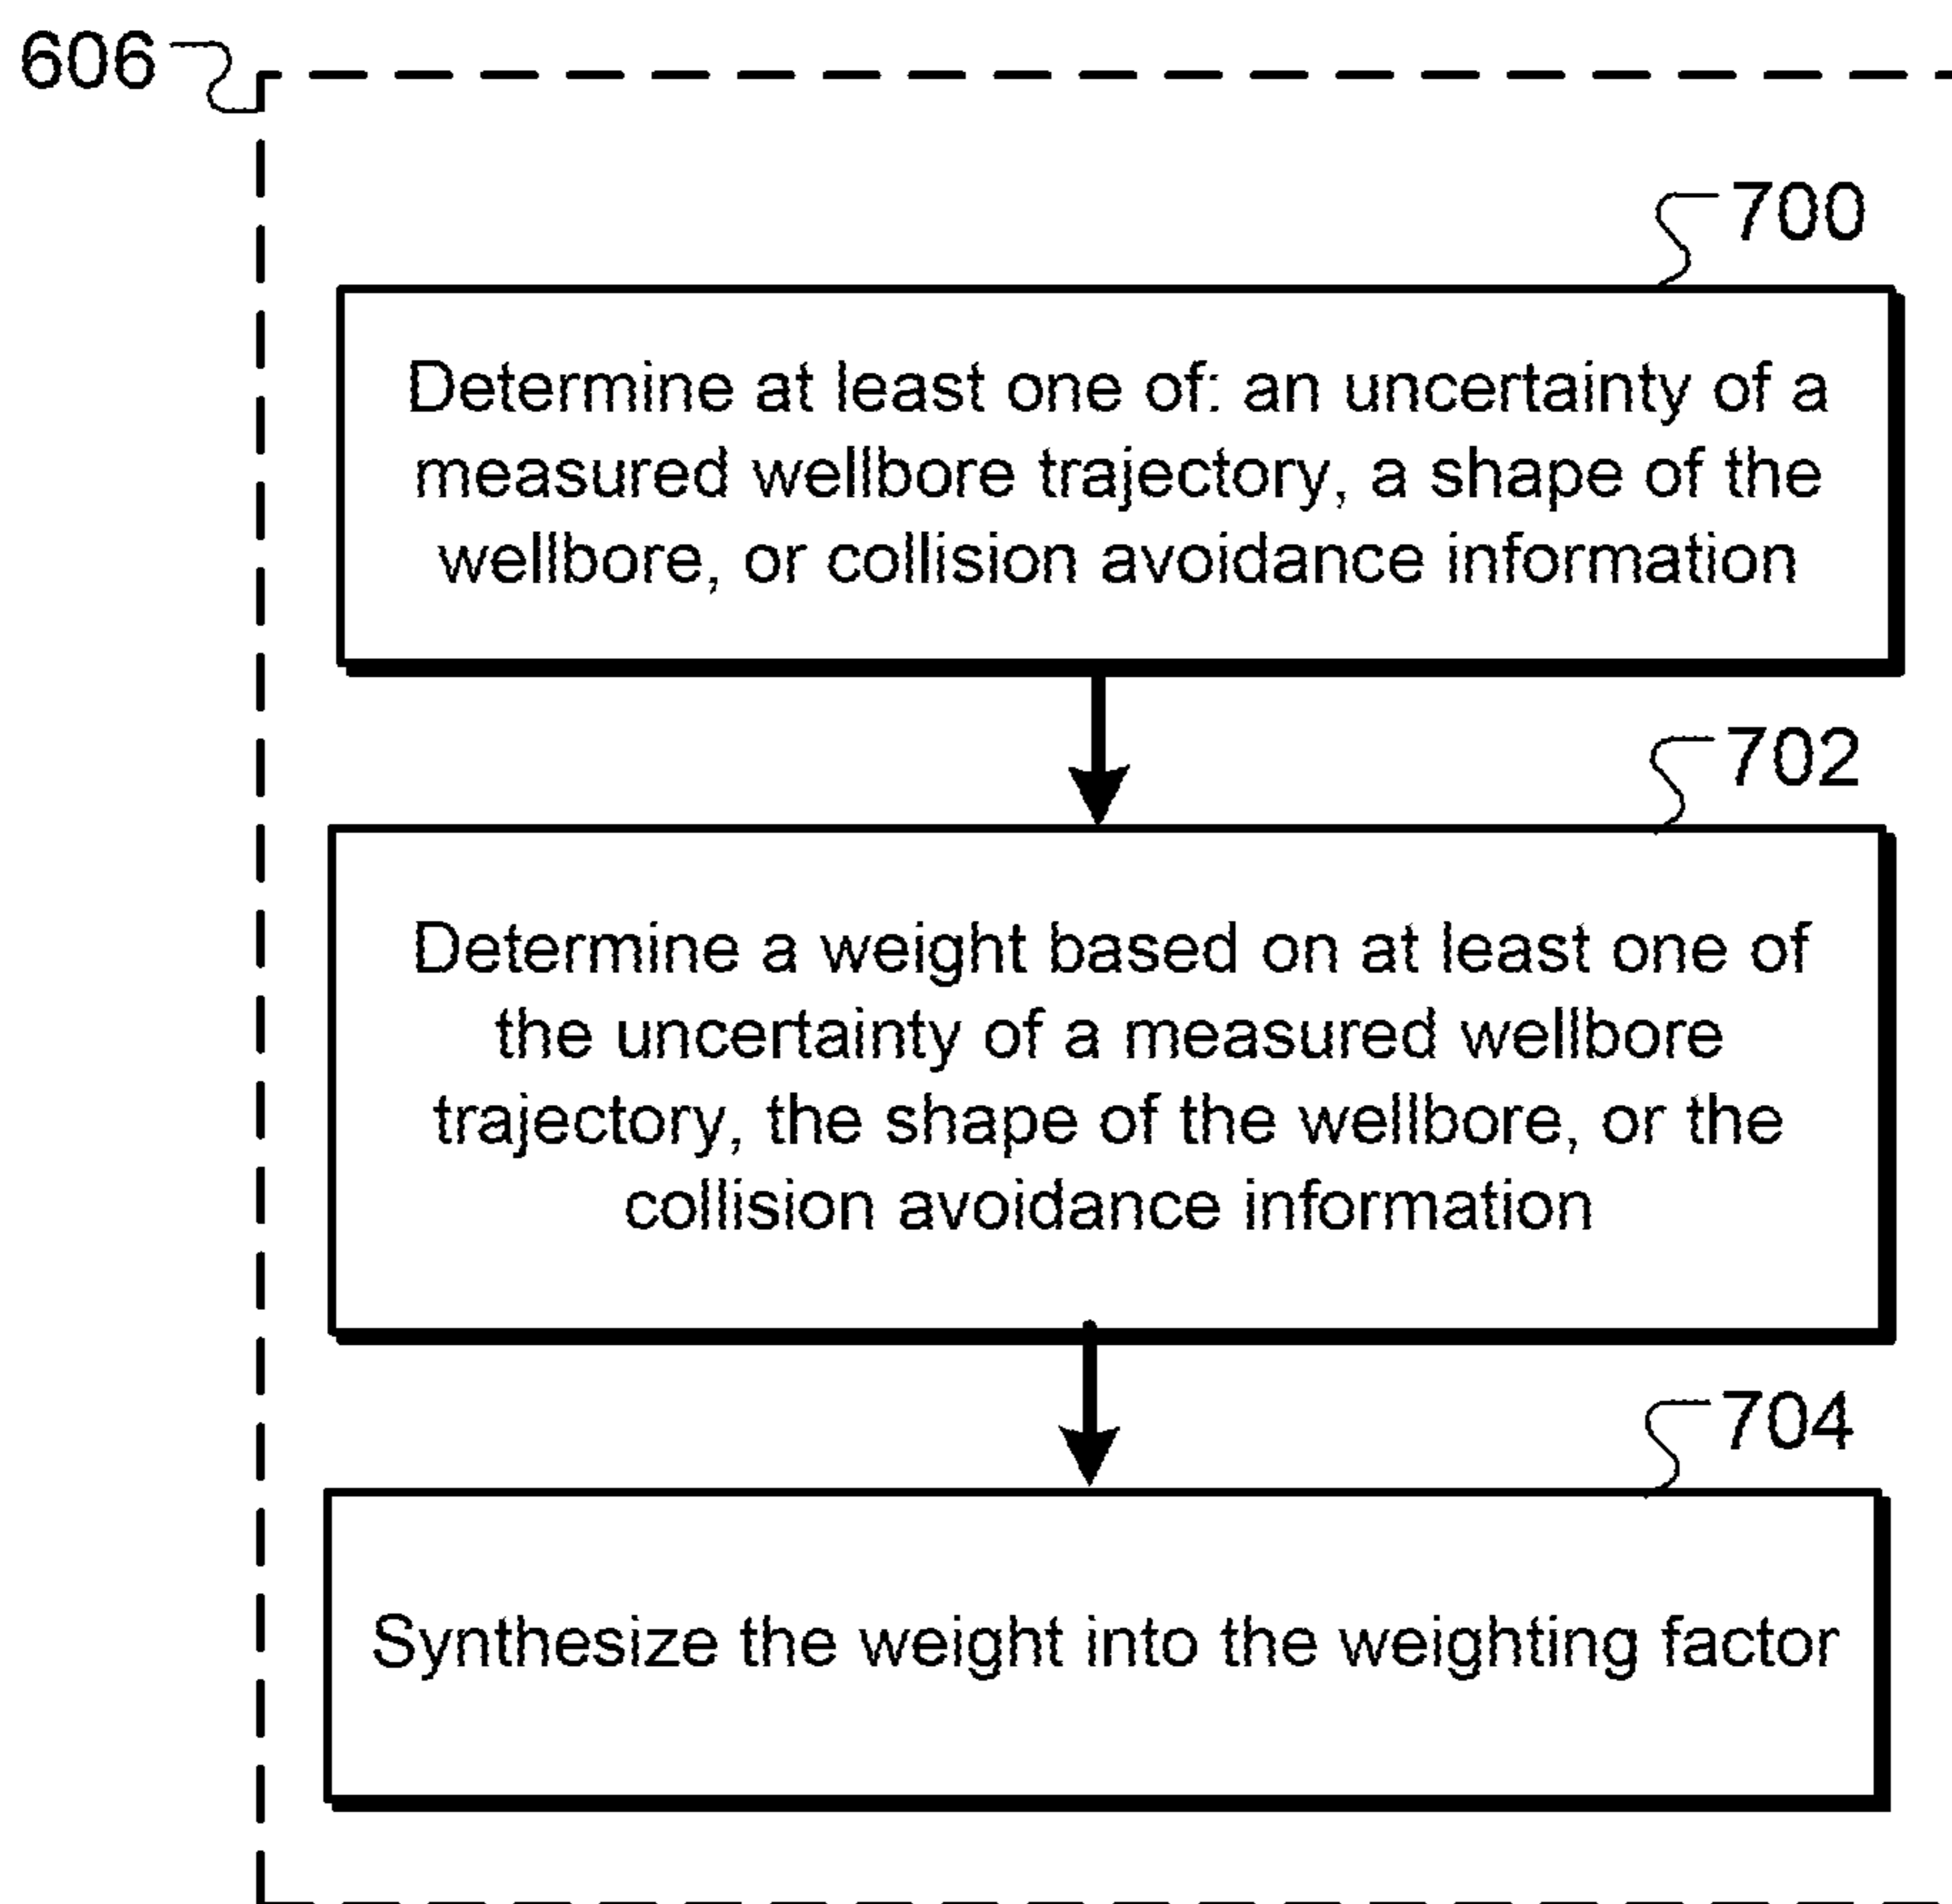 606
700
Determine at least one of: an uncertainty of a
measured wellbore trajectory, a shape of the
wellbore, or collision avoidance information
702
Determine a weight based on at least one of
the uncertainty of a measured wellbore
trajectory, the shape of the wellbore, or the
collision avoidance information
704
Synthesize the weight into the weighting factor